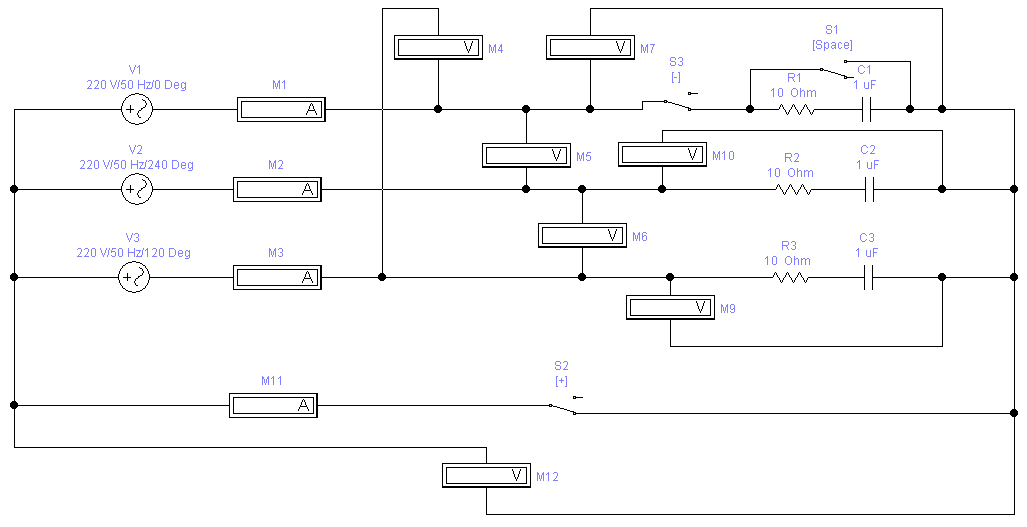 S1
[Space]
V
M4
V
M7
S3
[-]
V1
220 V/50 Hz/0 Deg
M1
A
R1
10 Ohm
C1
1 uF
V2
220 V/50 Hz/240 Deg
M2
A
V
M5
V
M10
R2
10 Ohm
C2
1 uF
V3
220 V/50 Hz/120 Deg
M3
A
V
M6
R3
10 Ohm
C3
1 uF
V
M9
M11
A
S2
[+]
V
M12